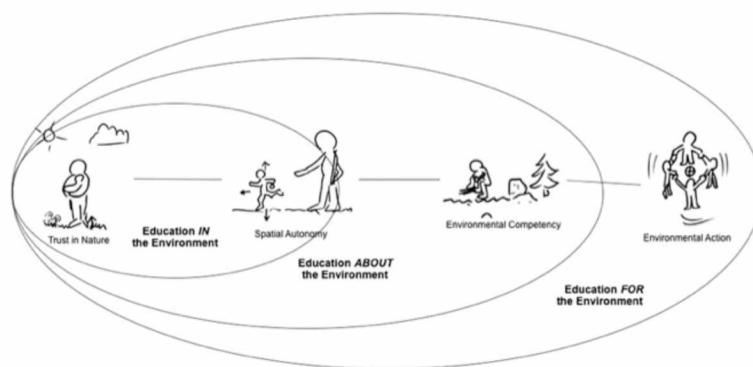 Trust in Nature
Education IN
the Environment
Spatial Autonomy
Education ABOUT
the Environment
Environmental Competency
Education FOR
the Environment
Environmental Action